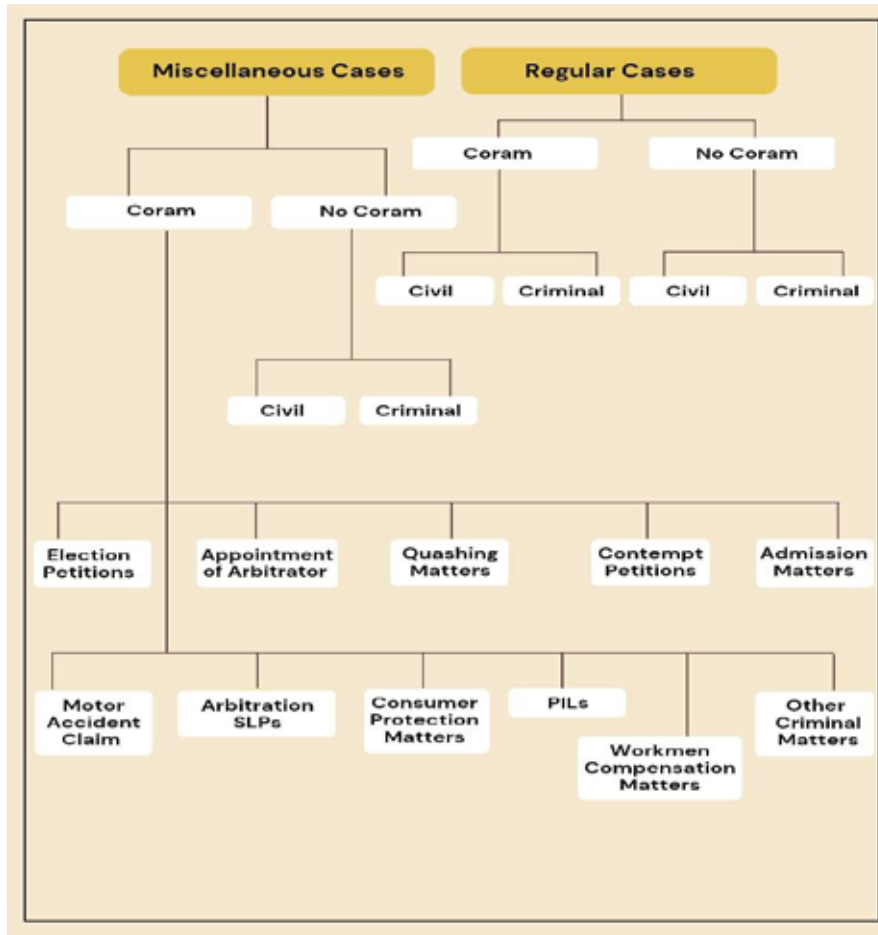 Miscellaneous Cases
Regular Cases
Coram
No Coram
Coram
No Coram
Civil
Criminal
Civil
Criminal
Civil
Criminal
Election
Petitions
Appointment
of Arbitrator
Quashing
Matters
Contempt
Petitions
Admission
Matters
Motor
Accident
Claim
Arbitration
SLPs
Consumer
Protection
Matters
PILs
Workmen
Compensation
Matters
Other
Criminal
Matters